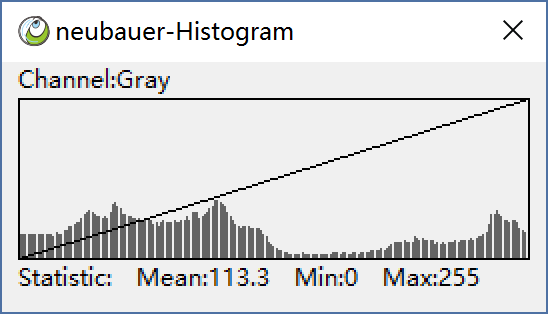 neubauer-Histogram
Channel:Gray
Statistic: Mean:113.3 Min:0 Max:255